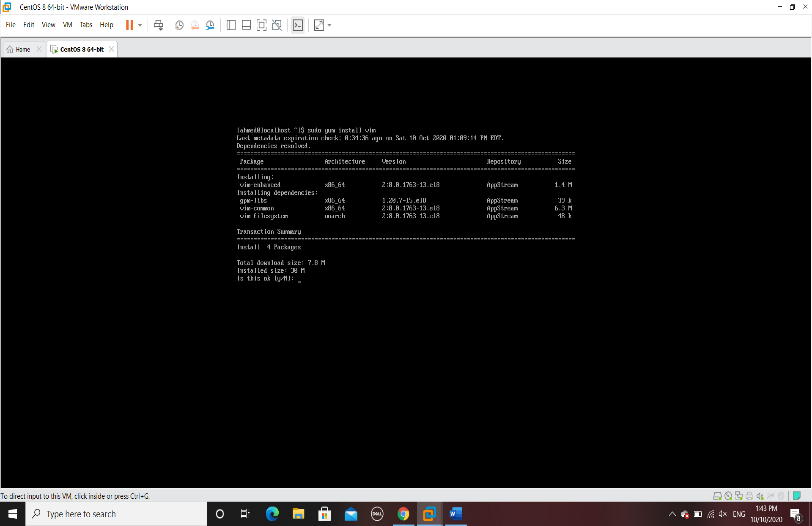 CentOS 8 64-bit - VMware Workstation
File Edit View VM Tabs Help
Home CentOS 8 64-bit
[ahmed@localhost ~]$ sudo yum install vim
Last metadata expiration check: 0:34:36 ago on Sat 10 Oct 2020 01:09:14 PM EDT.
Dependencies resolved.
Package Architecture Version Repository Size
Installing:
vim-enhanced x86_64 2:8.0.1763-13.el8 AppStream 1.4 M
Installing dependencies:
gpm-libs x86_64 1.20.7-15.el8 AppStream 39 k
vim-common x86_64 2:8.0.1763-13.el8 AppStream 6.3 M
vim-filesystem noarch 2:8.0.1763-13.el8 AppStream 48 k
Transaction Summary
Install 4 Packages
Total download size: 7.8 M
Installed size: 30 M
Is this ok [y/N]: _
To direct input to this VM, click inside or press Ctrl+G.
Type here to search
DELL
W
ENG
1:43 PM
10/10/2020